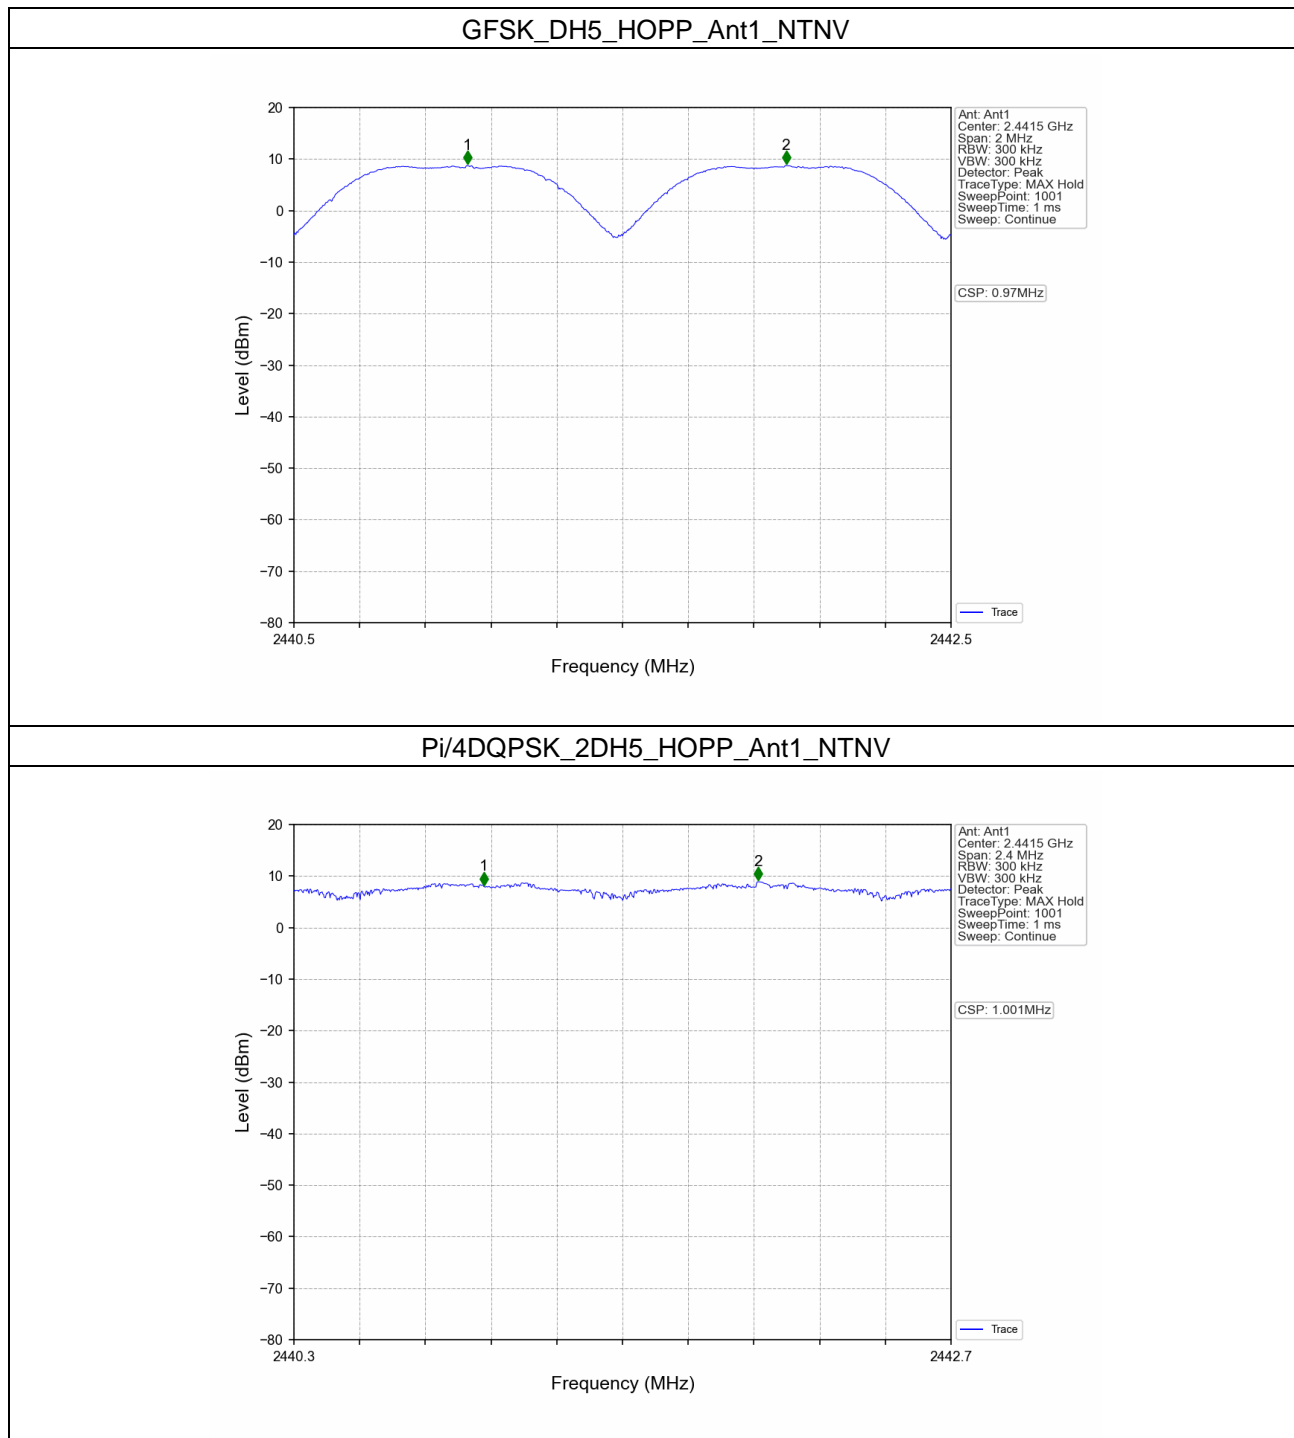 GFSK_DH5_HOPP_Ant1_NTNV
20
10
0
−10
−20
−30
−40
−50
−60
−70
−80
Level (dBm)
1
2
2440.5
2442.5
Frequency (MHz)
Ant: Ant1
Center: 2.4415 GHz
Span: 2 MHz
RBW: 300 kHz
VBW: 300 kHz
Detector: Peak
TraceType: MAX Hold
SweepPoint: 1001
SweepTime: 1 ms
Sweep: Continue
CSP: 0.97MHz
Trace
Pi/4DQPSK_2DH5_HOPP_Ant1_NTNV
20
10
0
−10
−20
−30
−40
−50
−60
−70
−80
Level (dBm)
1
2
2440.3
2442.7
Frequency (MHz)
Ant: Ant1
Center: 2.4415 GHz
Span: 2.4 MHz
RBW: 300 kHz
VBW: 300 kHz
Detector: Peak
TraceType: MAX Hold
SweepPoint: 1001
SweepTime: 1 ms
Sweep: Continue
CSP: 1.001MHz
Trace